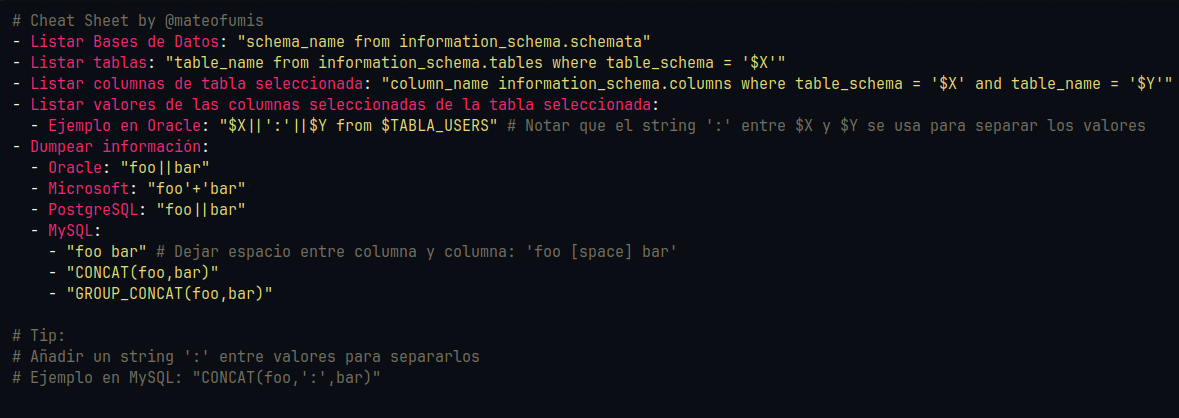 # Cheat Sheet by @mateofumis
- Listar Bases de Datos: "schema_name from information_schema.schemata"
- Listar tablas: "table_name from information_schema.tables where table_schema = '$X'"
- Listar columnas de tabla seleccionada: "column_name information_schema.columns where table_schema = '$X' and table_name = '$Y'"
- Listar valores de las columnas seleccionadas de la tabla seleccionada:
  - Ejemplo en Oracle: "$X||':'||$Y from $TABLA_USERS" # Notar que el string ':' entre $X y $Y se usa para separar los valores
- Dumpear información:
  - Oracle: "foo||bar"
  - Microsoft: "foo'+'bar"
  - PostgreSQL: "foo||bar"
  - MySQL:
    - "foo bar" # Dejar espacio entre columna y columna: 'foo [space] bar'
    - "CONCAT(foo,bar)"
    - "GROUP_CONCAT(foo,bar)"

# Tip:
# Añadir un string ':' entre valores para separarlos
# Ejemplo en MySQL: "CONCAT(foo,':',bar)"